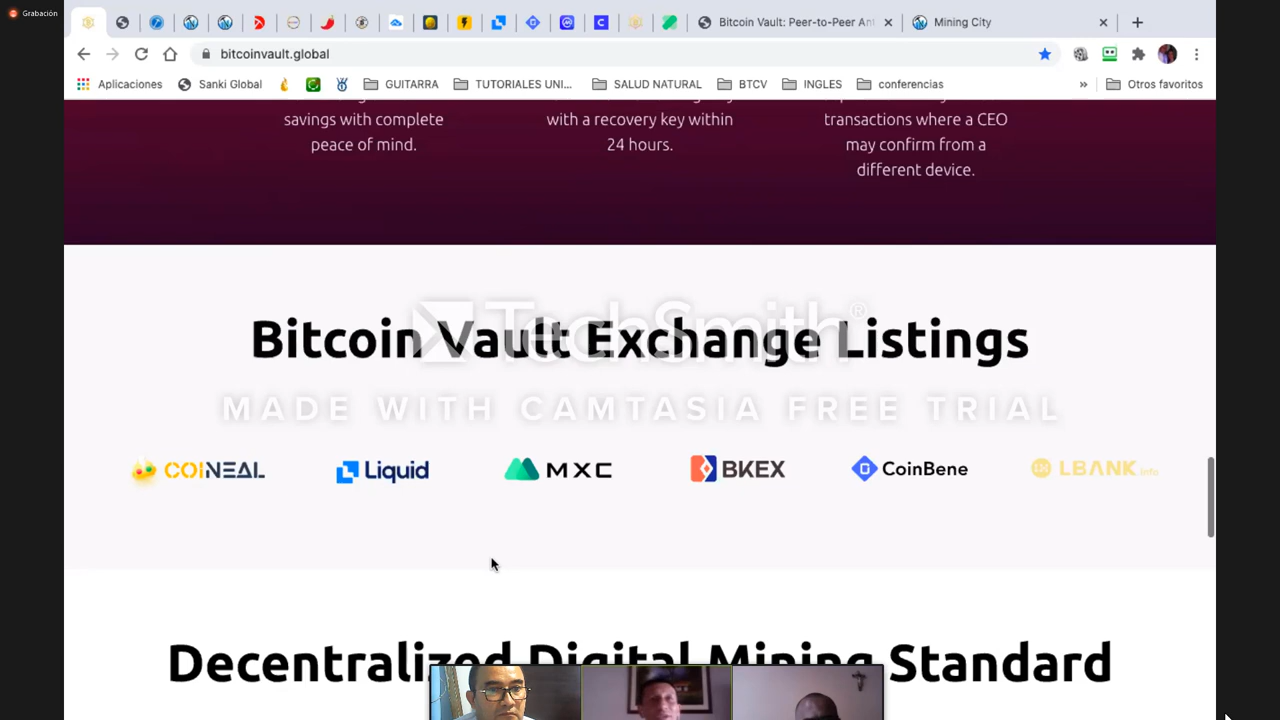 Grabación
Bitcoin Vault: Peer-to-Peer Ant
Mining City
bitcoinvault.global
Aplicaciones
Sanki Global
GUITARRA
TUTORIALES UNI...
SALUD NATURAL
BTCV
INGLES
conferencias
»
Otros favoritos
savings with complete
peace of mind.
with a recovery key within
24 hours.
transactions where a CEO
may confirm from a
different device.
TechSmith®
Bitcoin Vault Exchange Listings
MADE WITH CAMTASIA FREE TRIAL
COINEAL
Liquid
MXC
BKEX
CoinBene
LBANK.info
Decentralized Digital Mining Standard